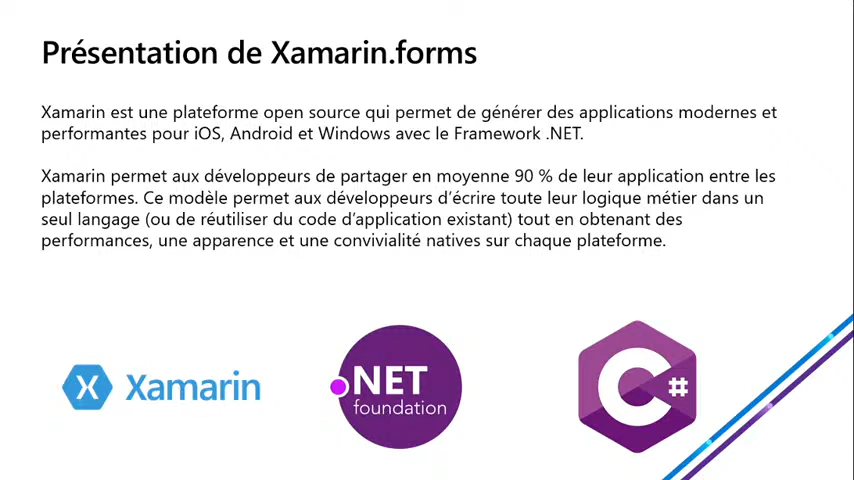 Présentation de Xamarin.forms
Xamarin est une plateforme open source qui permet de générer des applications modernes et
performantes pour iOS, Android et Windows avec le Framework .NET.
Xamarin permet aux développeurs de partager en moyenne 90 % de leur application entre les
plateformes. Ce modèle permet aux développeurs d’écrire toute leur logique métier dans un
seul langage (ou de réutiliser du code d’application existant) tout en obtenant des
performances, une apparence et une convivialité natives sur chaque plateforme.
X Xamarin
.NET
foundation
C#